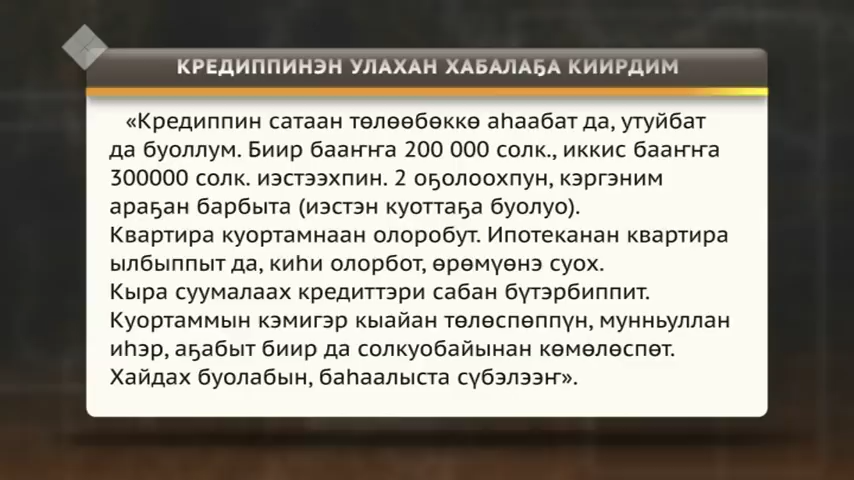 КРЕДИППИНЭН УЛАХАН ХАБАЛАҔА КИИРДИМ
«Кредиппин сатаан төлөөбөккө аһаабат да, утуйбат
да буоллум. Биир бааҥҥа 200 000 солк., иккис бааҥҥа
300000 солк. иэстээхпин. 2 оҕолоохпун, кэргэним
араҕан барбыта (иэстэн куоттаҕа буолуо).
Квартира куортамнаан олоробут. Ипотеканан квартира
ылбыппыт да, киһи олорбот, өрөмүөнэ суох.
Кыра суумалаах кредиттэри сабан бүтэрбиппит.
Куортаммын кэмигэр кыайан төлөспөппүн, мунньуллан
иһэр, аҕабыт биир да солкуобайынан көмөлөспөт.
Хайдах буолабын, баһаалыста сүбэлээҥ».